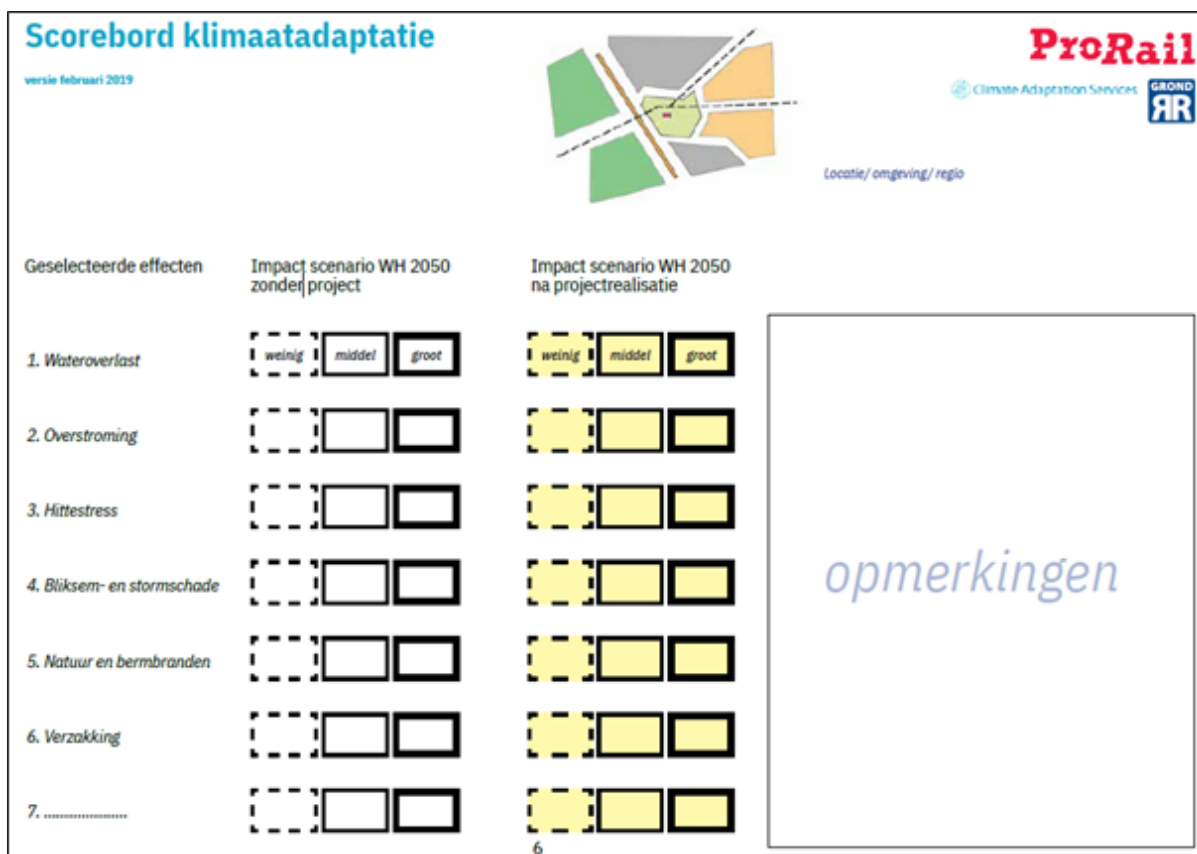 Scorebord klimaatadaptatie
versie februari 2019
ProRail
Climate Adaptation Services
GROND
RR
Locatie/ omgeving/ regio
Geselecteerde effecten
Impact scenario WH 2050
zonder project
Impact scenario WH 2050
na projectrealisatie
1. Wateroverlast
weinig
middel
groot
weinig
middel
groot
2. Overstroming
3. Hittestress
4. Bliksem- en stormschade
5. Natuur en bermbranden
6. Verzakking
7. .....................
opmerkingen
6